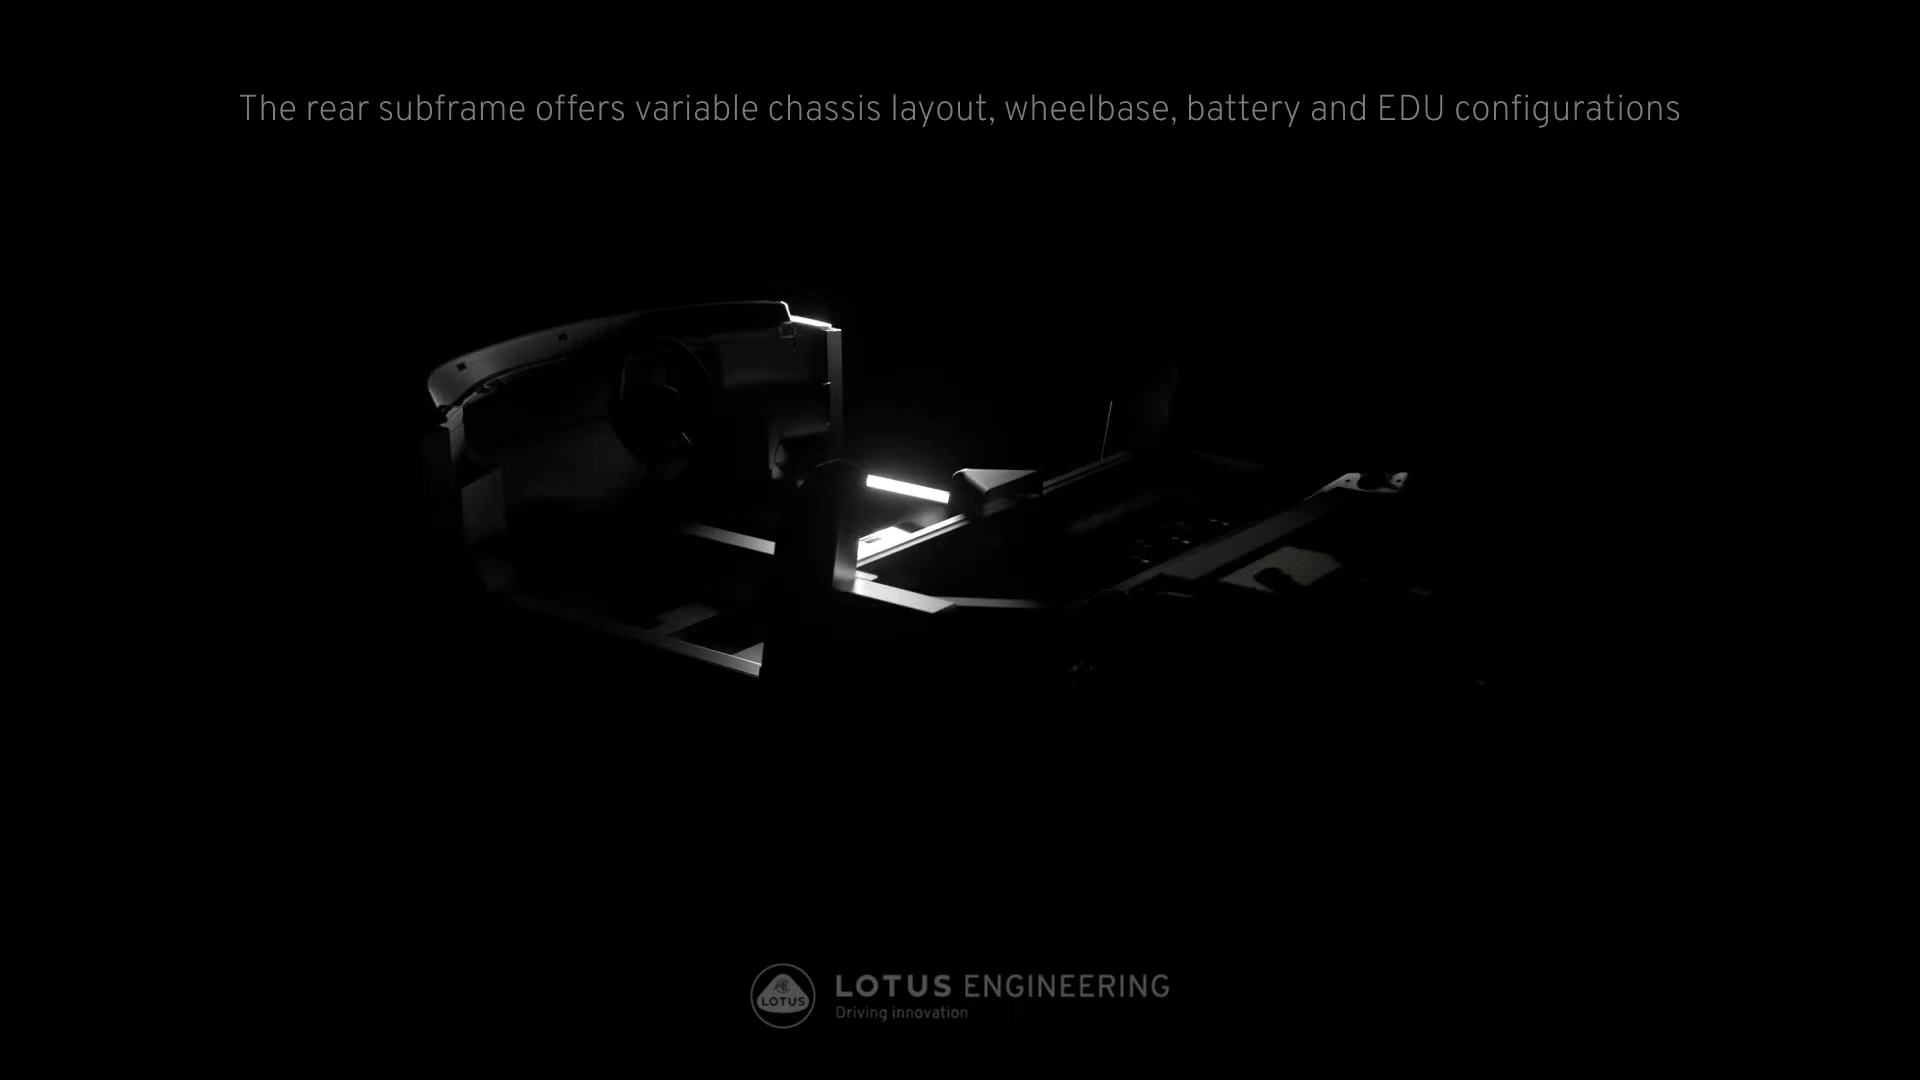 The rear subframe offers variable chassis layout, wheelbase, battery and EDU configurations
LOTUS
LOTUS ENGINEERING
Driving innovation